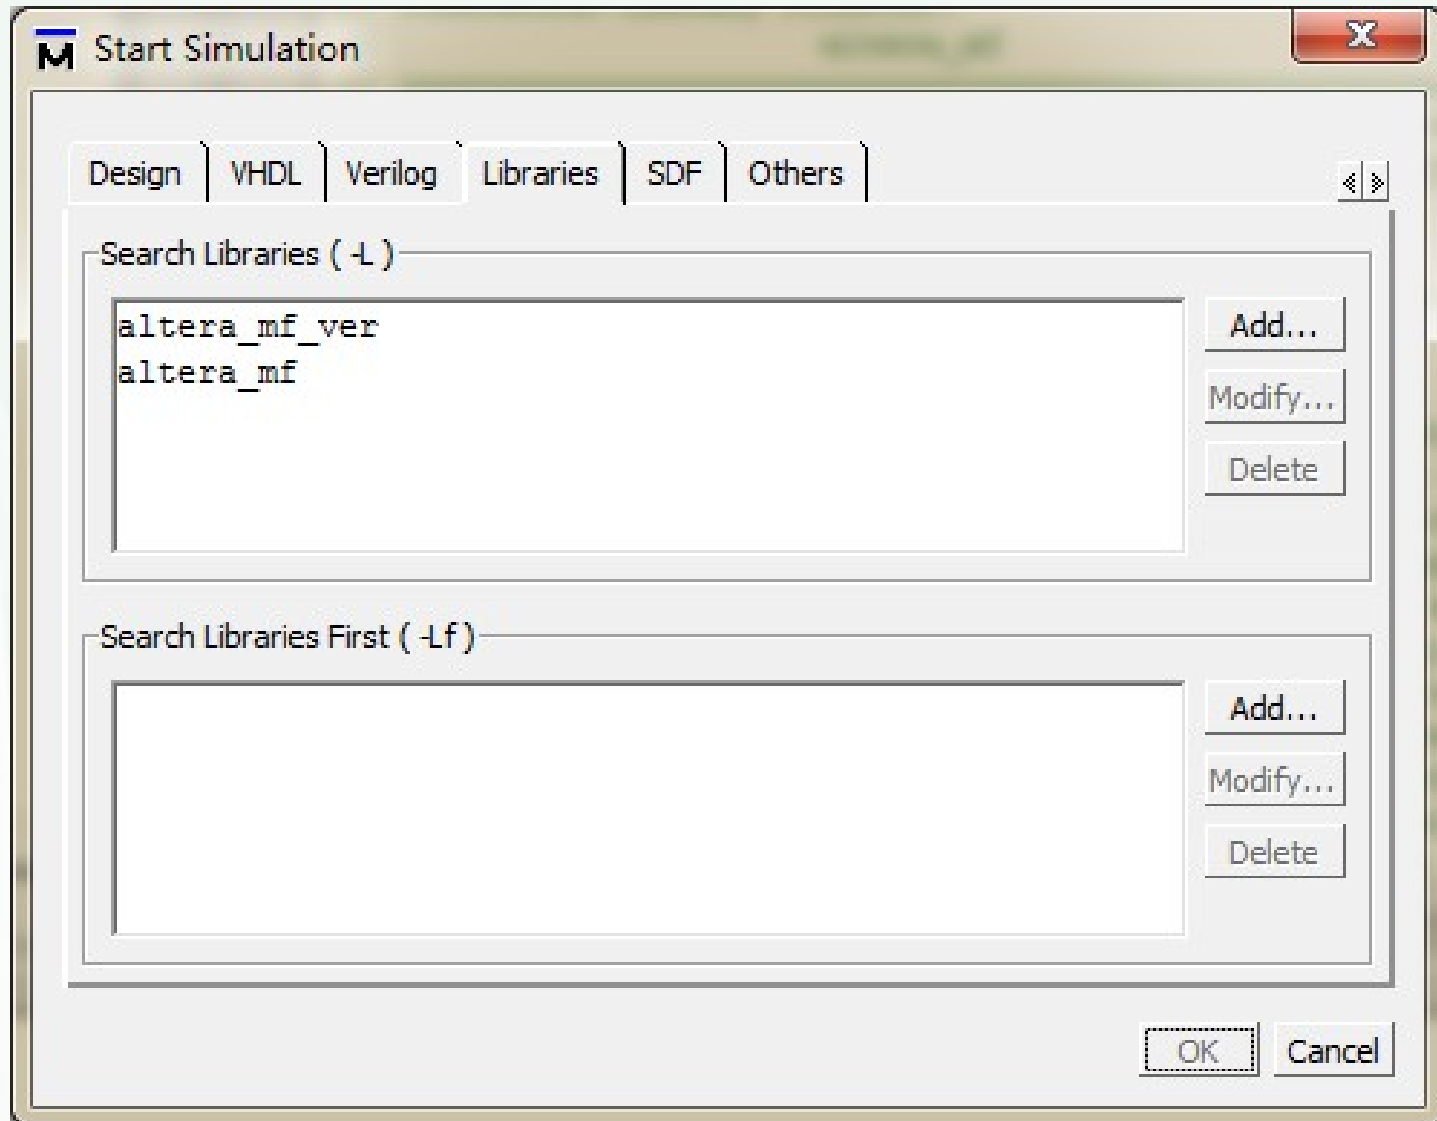 Start Simulation
Design VHDL Verilog Libraries SDF Others
Search Libraries ( -L )
altera_mf_ver
altera_mf
Add...
Modify...
Delete
Search Libraries First ( -Lf )
Add...
Modify...
Delete
OK Cancel